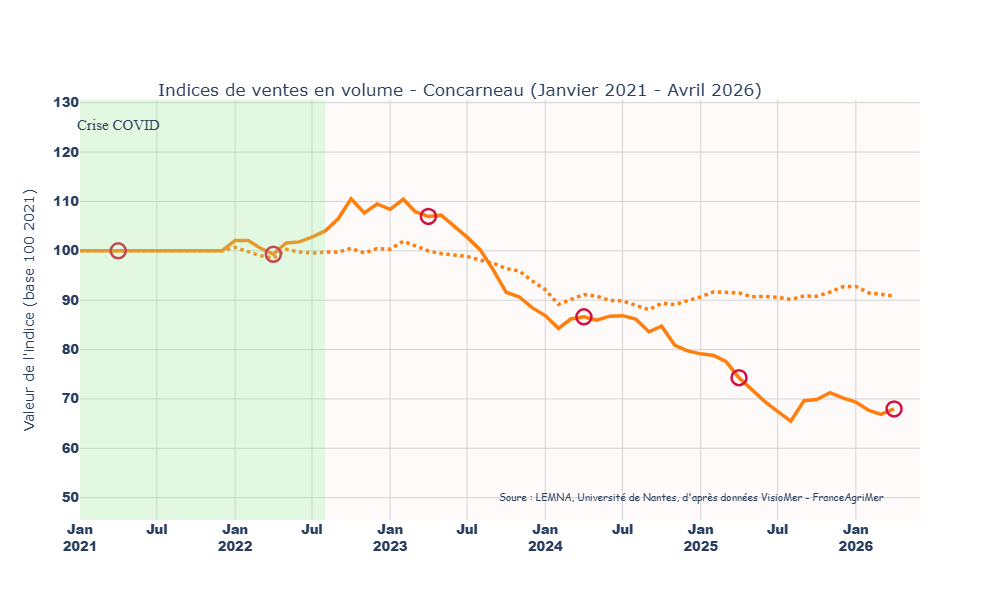 Indices de ventes en volume - Concarneau (Janvier 2021 - Avril 2026)
Valeur de l'indice (base 100 2021)
130
120
110
100
90
80
70
60
50
Crise COVID
Soure : LEMNA, Université de Nantes, d'après données VisioMer - FranceAgriMer
Jan Jul Jan Jul Jan Jul Jan Jul Jan Jul Jan
2021 2022 2023 2024 2025 2026